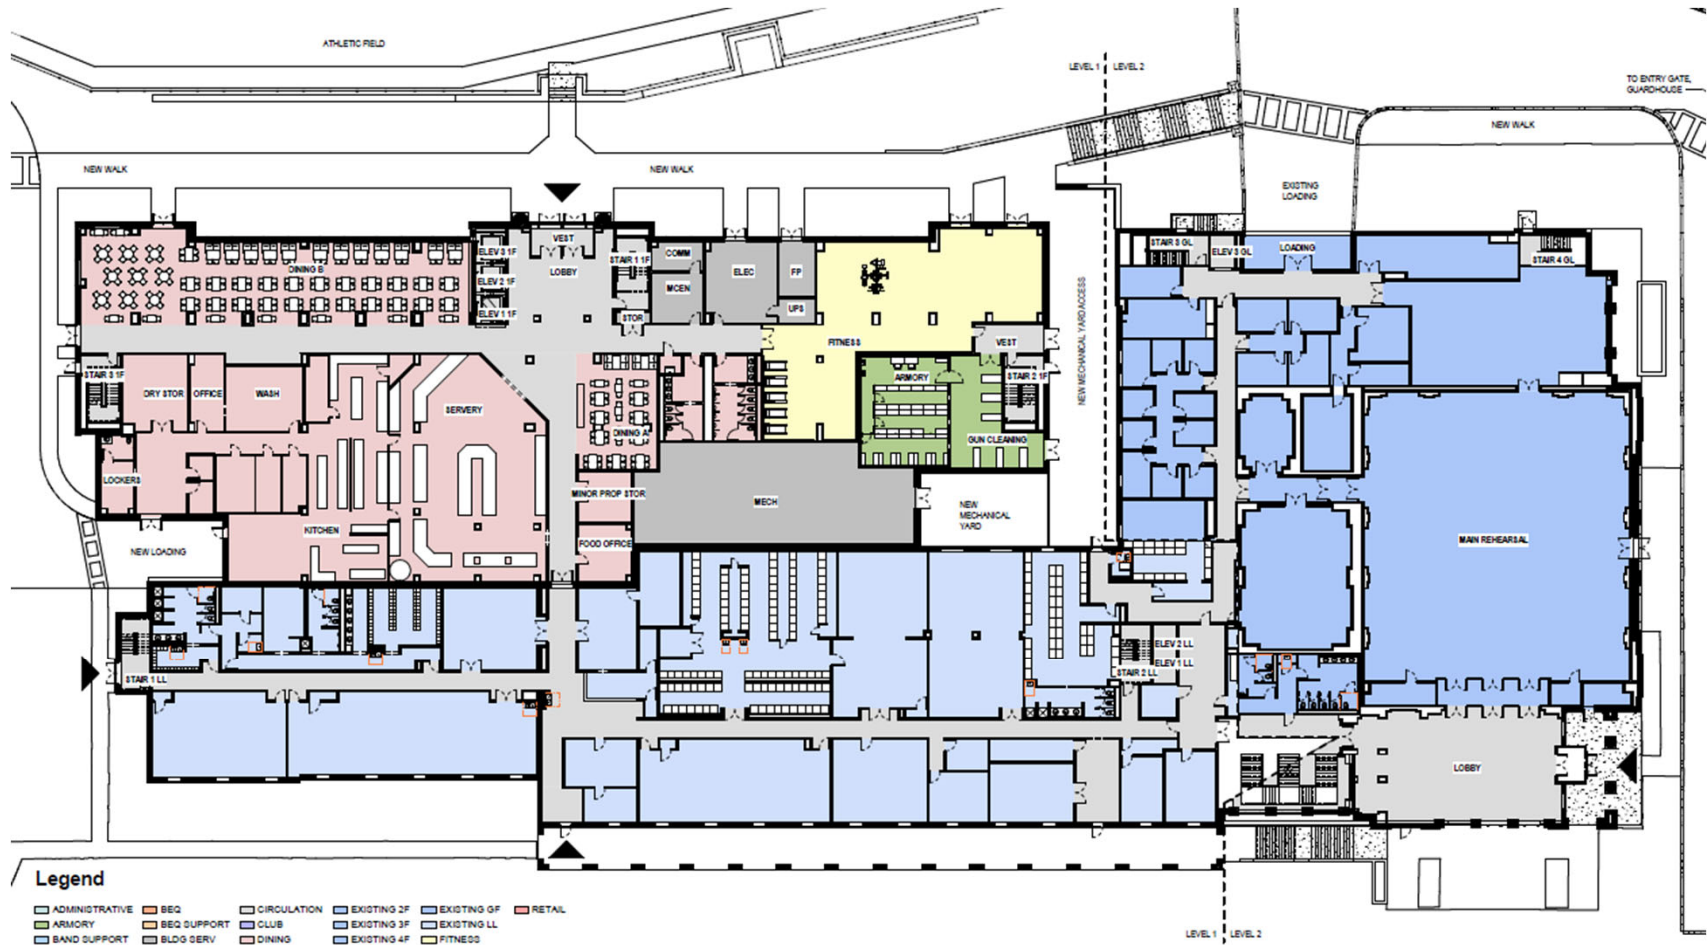 ATHLETIC FIELD
LEVEL 1
LEVEL 2
TO ENTRY GATE,
GUARDHOUSE
NEW WALK
NEW WALK
NEW WALK
EXISTING
LOADING
ELEV 3 1F
VEST
STAIR 1 1F
COMM
LOBBY
DINING B
ELEV 2 1F
MCEN
ELEC
FP
ELEV 1 1F
STOR
UPS
STAIR 3 GL
ELEV 3 GL
LOADING
STAIR 4 GL
NEW MECHANICAL YARD ACCESS
FITNESS
VEST
STAIR 3 1F
DRY STOR
OFFICE
WASH
SERVERY
DINING A
ARMORY
STAIR 2 1F
GUN CLEANING
LOCKERS
MINOR PROP STOR
MECH
NEW
MECHANICAL
YARD
KITCHEN
FOOD OFFICE
NEW LOADING
MAIN REHEARSAL
STAIR 1 LL
ELEV 2 LL
ELEV 1 LL
STAIR 2 LL
LOBBY
Legend
ADMINISTRATIVE
BEQ
CIRCULATION
EXISTING 2F
EXISTING GF
RETAIL
ARMORY
BEQ SUPPORT
CLUB
EXISTING 3F
EXISTING LL
BAND SUPPORT
BLDG SERV
DINING
EXISTING 4F
FITNESS
LEVEL 1
LEVEL 2